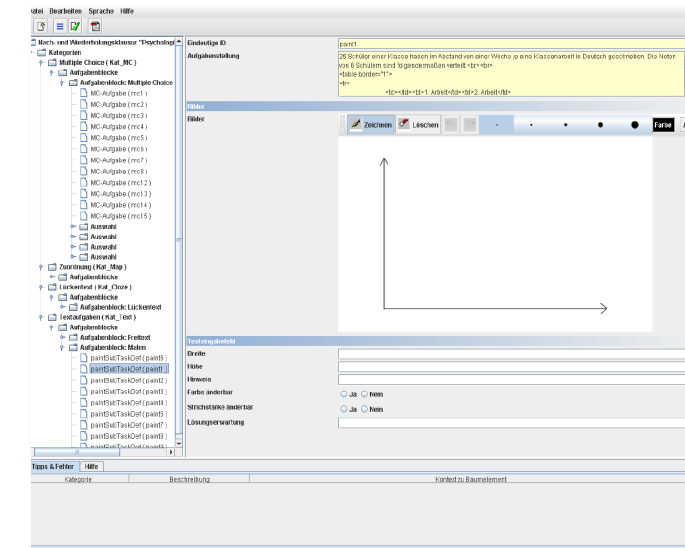 Datei Bearbeiten Sprache Hilfe
Nach- und Wiederholungsklausur "Psychologi
Kategorien
Multiple Choice ( Kat_MC )
Aufgabenblöcke
Aufgabenblock: Multiple Choice
MC-Aufgabe ( mc1 )
MC-Aufgabe ( mc2 )
MC-Aufgabe ( mc3 )
MC-Aufgabe ( mc4 )
MC-Aufgabe ( mc5 )
MC-Aufgabe ( mc6 )
MC-Aufgabe ( mc7 )
MC-Aufgabe ( mc8 )
MC-Aufgabe ( mc12 )
MC-Aufgabe ( mc13 )
MC-Aufgabe ( mc14 )
MC-Aufgabe ( mc15 )
Auswahl
Auswahl
Auswahl
Auswahl
Zuordnung ( Kat_Map )
Aufgabenblöcke
Lückentext ( Kat_Cloze )
Aufgabenblöcke
Aufgabenblock: Lückentext
Textaufgaben ( Kat_Text )
Aufgabenblöcke
Aufgabenblock: Freitext
Aufgabenblock: Malen
paintSubTaskDef ( paint6 )
paintSubTaskDef ( paint1 )
paintSubTaskDef ( paint2 )
paintSubTaskDef ( paint3 )
paintSubTaskDef ( paint4 )
paintSubTaskDef ( paint5 )
paintSubTaskDef ( paint7 )
paintSubTaskDef ( paint8 )
paintSubTaskDef ( paint9 )
Eindeutige ID
paint1
Aufgabenstellung
25 Schüler einer Klasse haben im Abstand von einer Woche je eine Klassenarbeit in Deutsch geschrieben. Die Noten
von 6 Schülern sind folgendermaßen verteilt:<br><br>
<table border="1">
<tr>
<td></td><td>1. Arbeit</td><td>2. Arbeit</td>
Bilder
Bilder
Zeichnen Löschen Farbe
Texteingabefeld
Breite
Höhe
Hinweis
Farbe änderbar
Ja Nein
Strichstärke änderbar
Ja Nein
Lösungserwartung
Tipps & Fehler Hilfe
Kategorie Beschreibung Kontext zu Baumelement